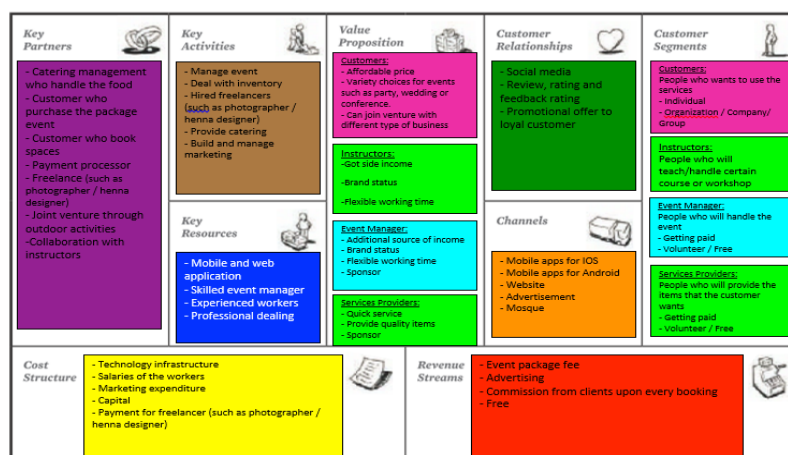 Key
Partners
- Catering management
who handle the food
- Customer who
purchase the package
event
- Customer who book
spaces
- Payment processor
- Freelance (such as
photographer / henna
designer)
- Joint venture through
outdoor activities
-Collaboration with
instructors
Key
Activities
- Manage event
- Deal with inventory
- Hired freelancers
(such as photographer /
henna designer)
- Provide catering
- Build and manage
marketing
Key
Resources
- Mobile and web
application
- Skilled event manager
- Experienced workers
- Professional dealing
Value
Proposition
Customers:
- Affordable price
- Variety choices for events
such as party, wedding or
conference.
- Can join venture with
different type of business
Instructors:
-Got side income
-Brand status
-Flexible working time
Event Manager:
- Additional source of income
- Brand status
- Flexible working time
- Sponsor
Services Providers:
- Quick service
- Provide quality items
- Sponsor
Customer
Relationships
- Social media
- Review, rating and
feedback rating
- Promotional offer to
loyal customer
Channels
- Mobile apps for IOS
- Mobile apps for Android
- Website
- Advertisement
- Mosque
Customer
Segments
Customers:
People who wants to use the
services
- Individual
- Organization / Company/
Group
Instructors:
People who will
teach/handle certain
course or workshop
Event Manager:
People who will handle the
event
- Getting paid
- Volunteer / Free
Services Providers:
People who will provide the
items that the customer
wants
- Getting paid
- Volunteer / Free
Cost
Structure
- Technology infrastructure
- Salaries of the workers
- Marketing expenditure
- Capital
- Payment for freelancer (such as photographer /
henna designer)
Revenue
Streams
- Event package fee
- Advertising
- Commission from clients upon every booking
- Free